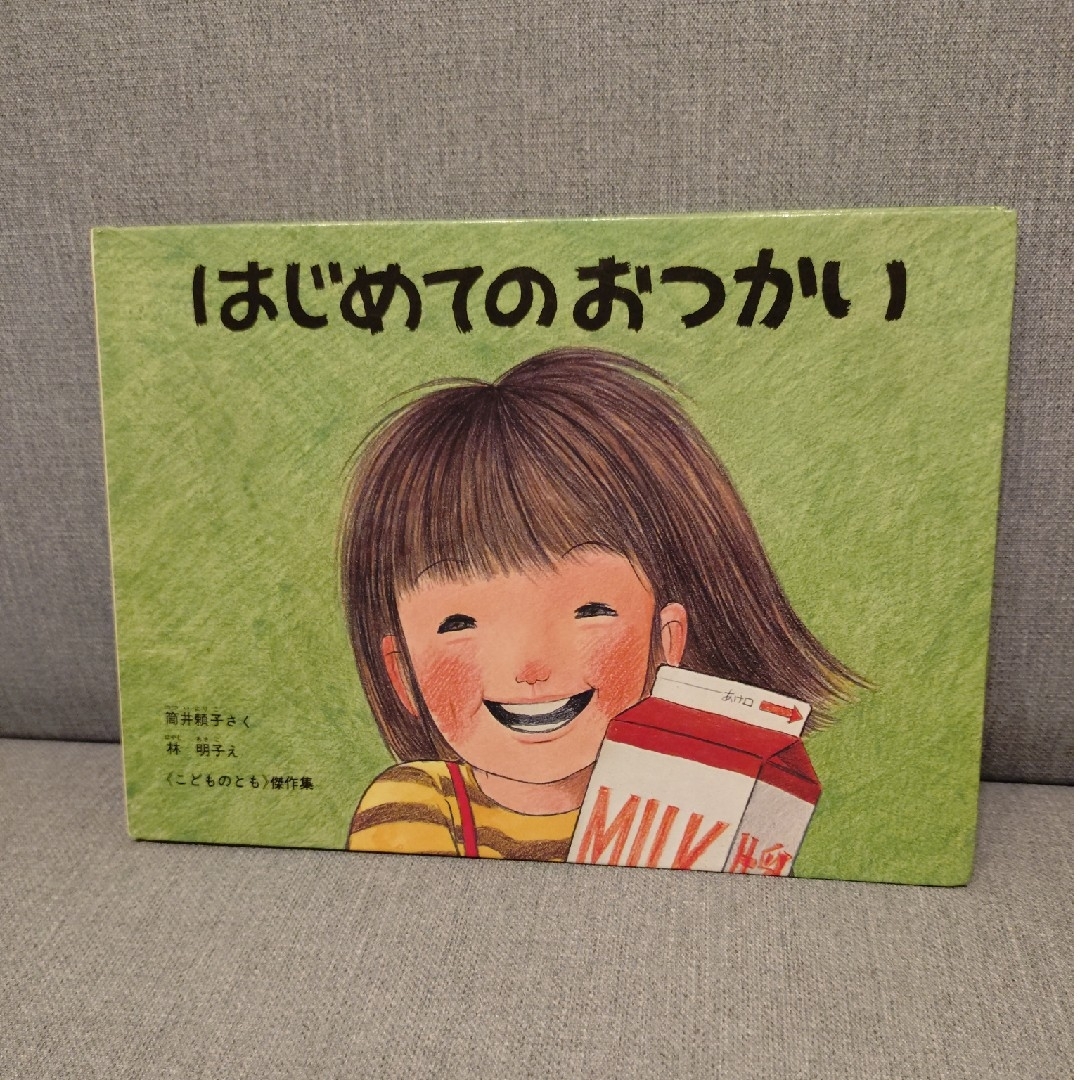 はじめてのおつかい
筒井頼子さく
林 明子え
〈こどものとも〉傑作集
あけ口
MILK